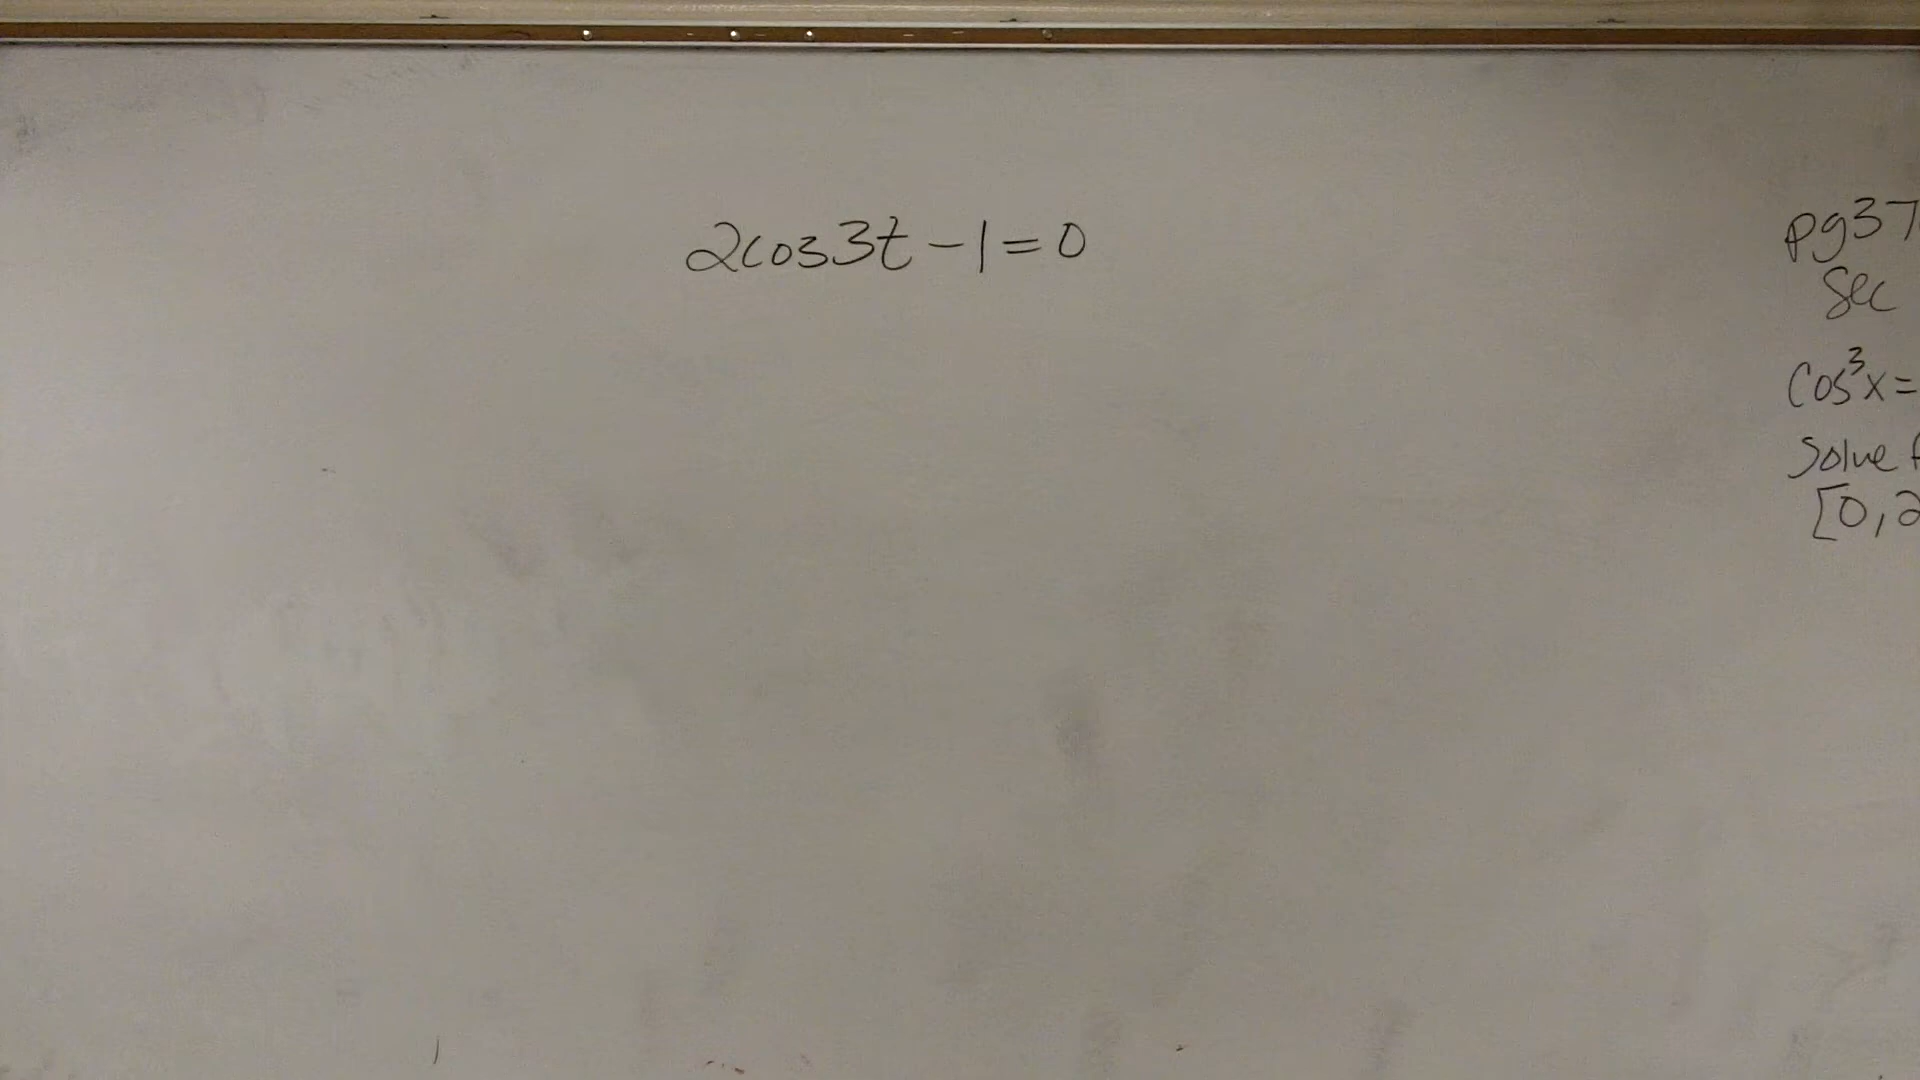 2cos3t-1=0
pg37
Sec
Cos³x=
Solve
[0,2